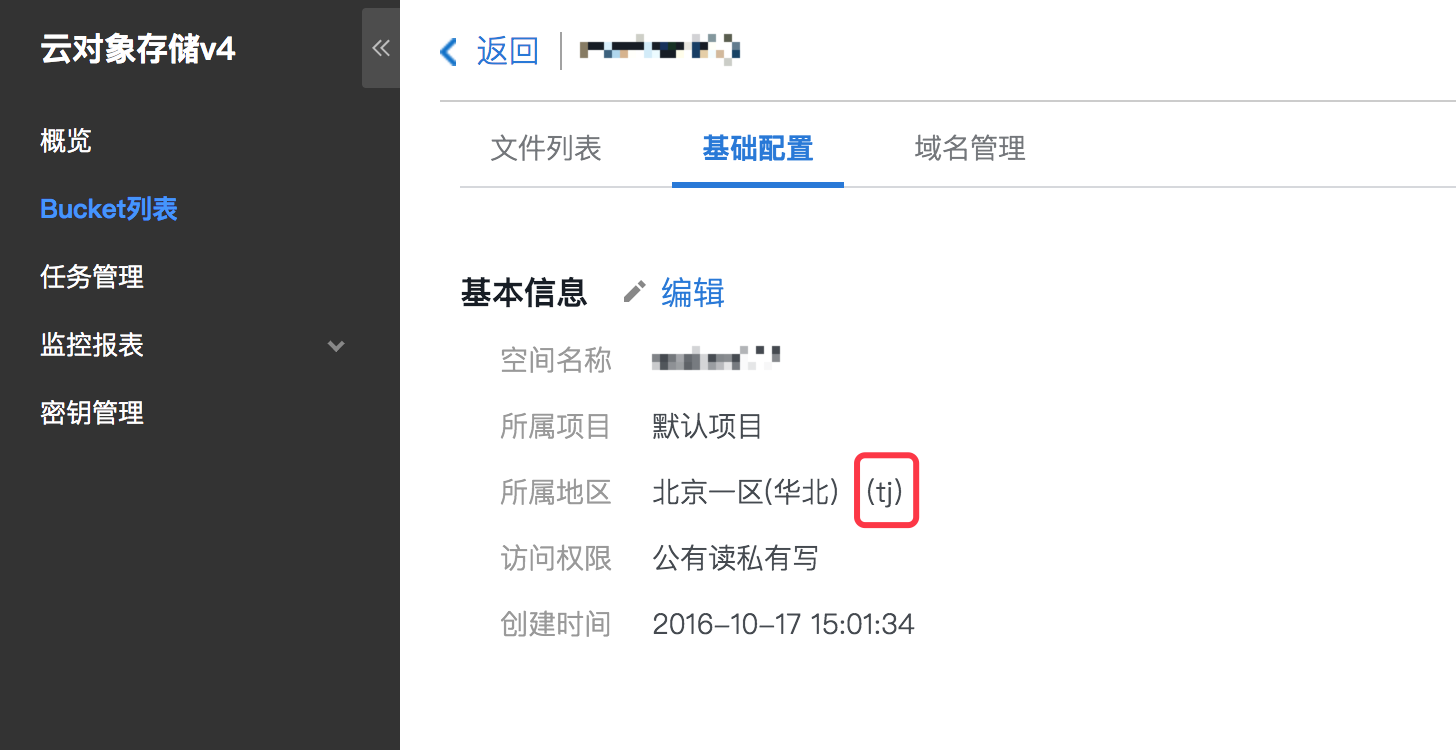 云对象存储v4
概览
Bucket列表
任务管理
监控报表
密钥管理
返回
文件列表 基础配置 域名管理
基本信息 编辑
空间名称
所属项目 默认项目
所属地区 北京一区(华北) (tj)
访问权限 公有读私有写
创建时间 2016-10-17 15:01:34